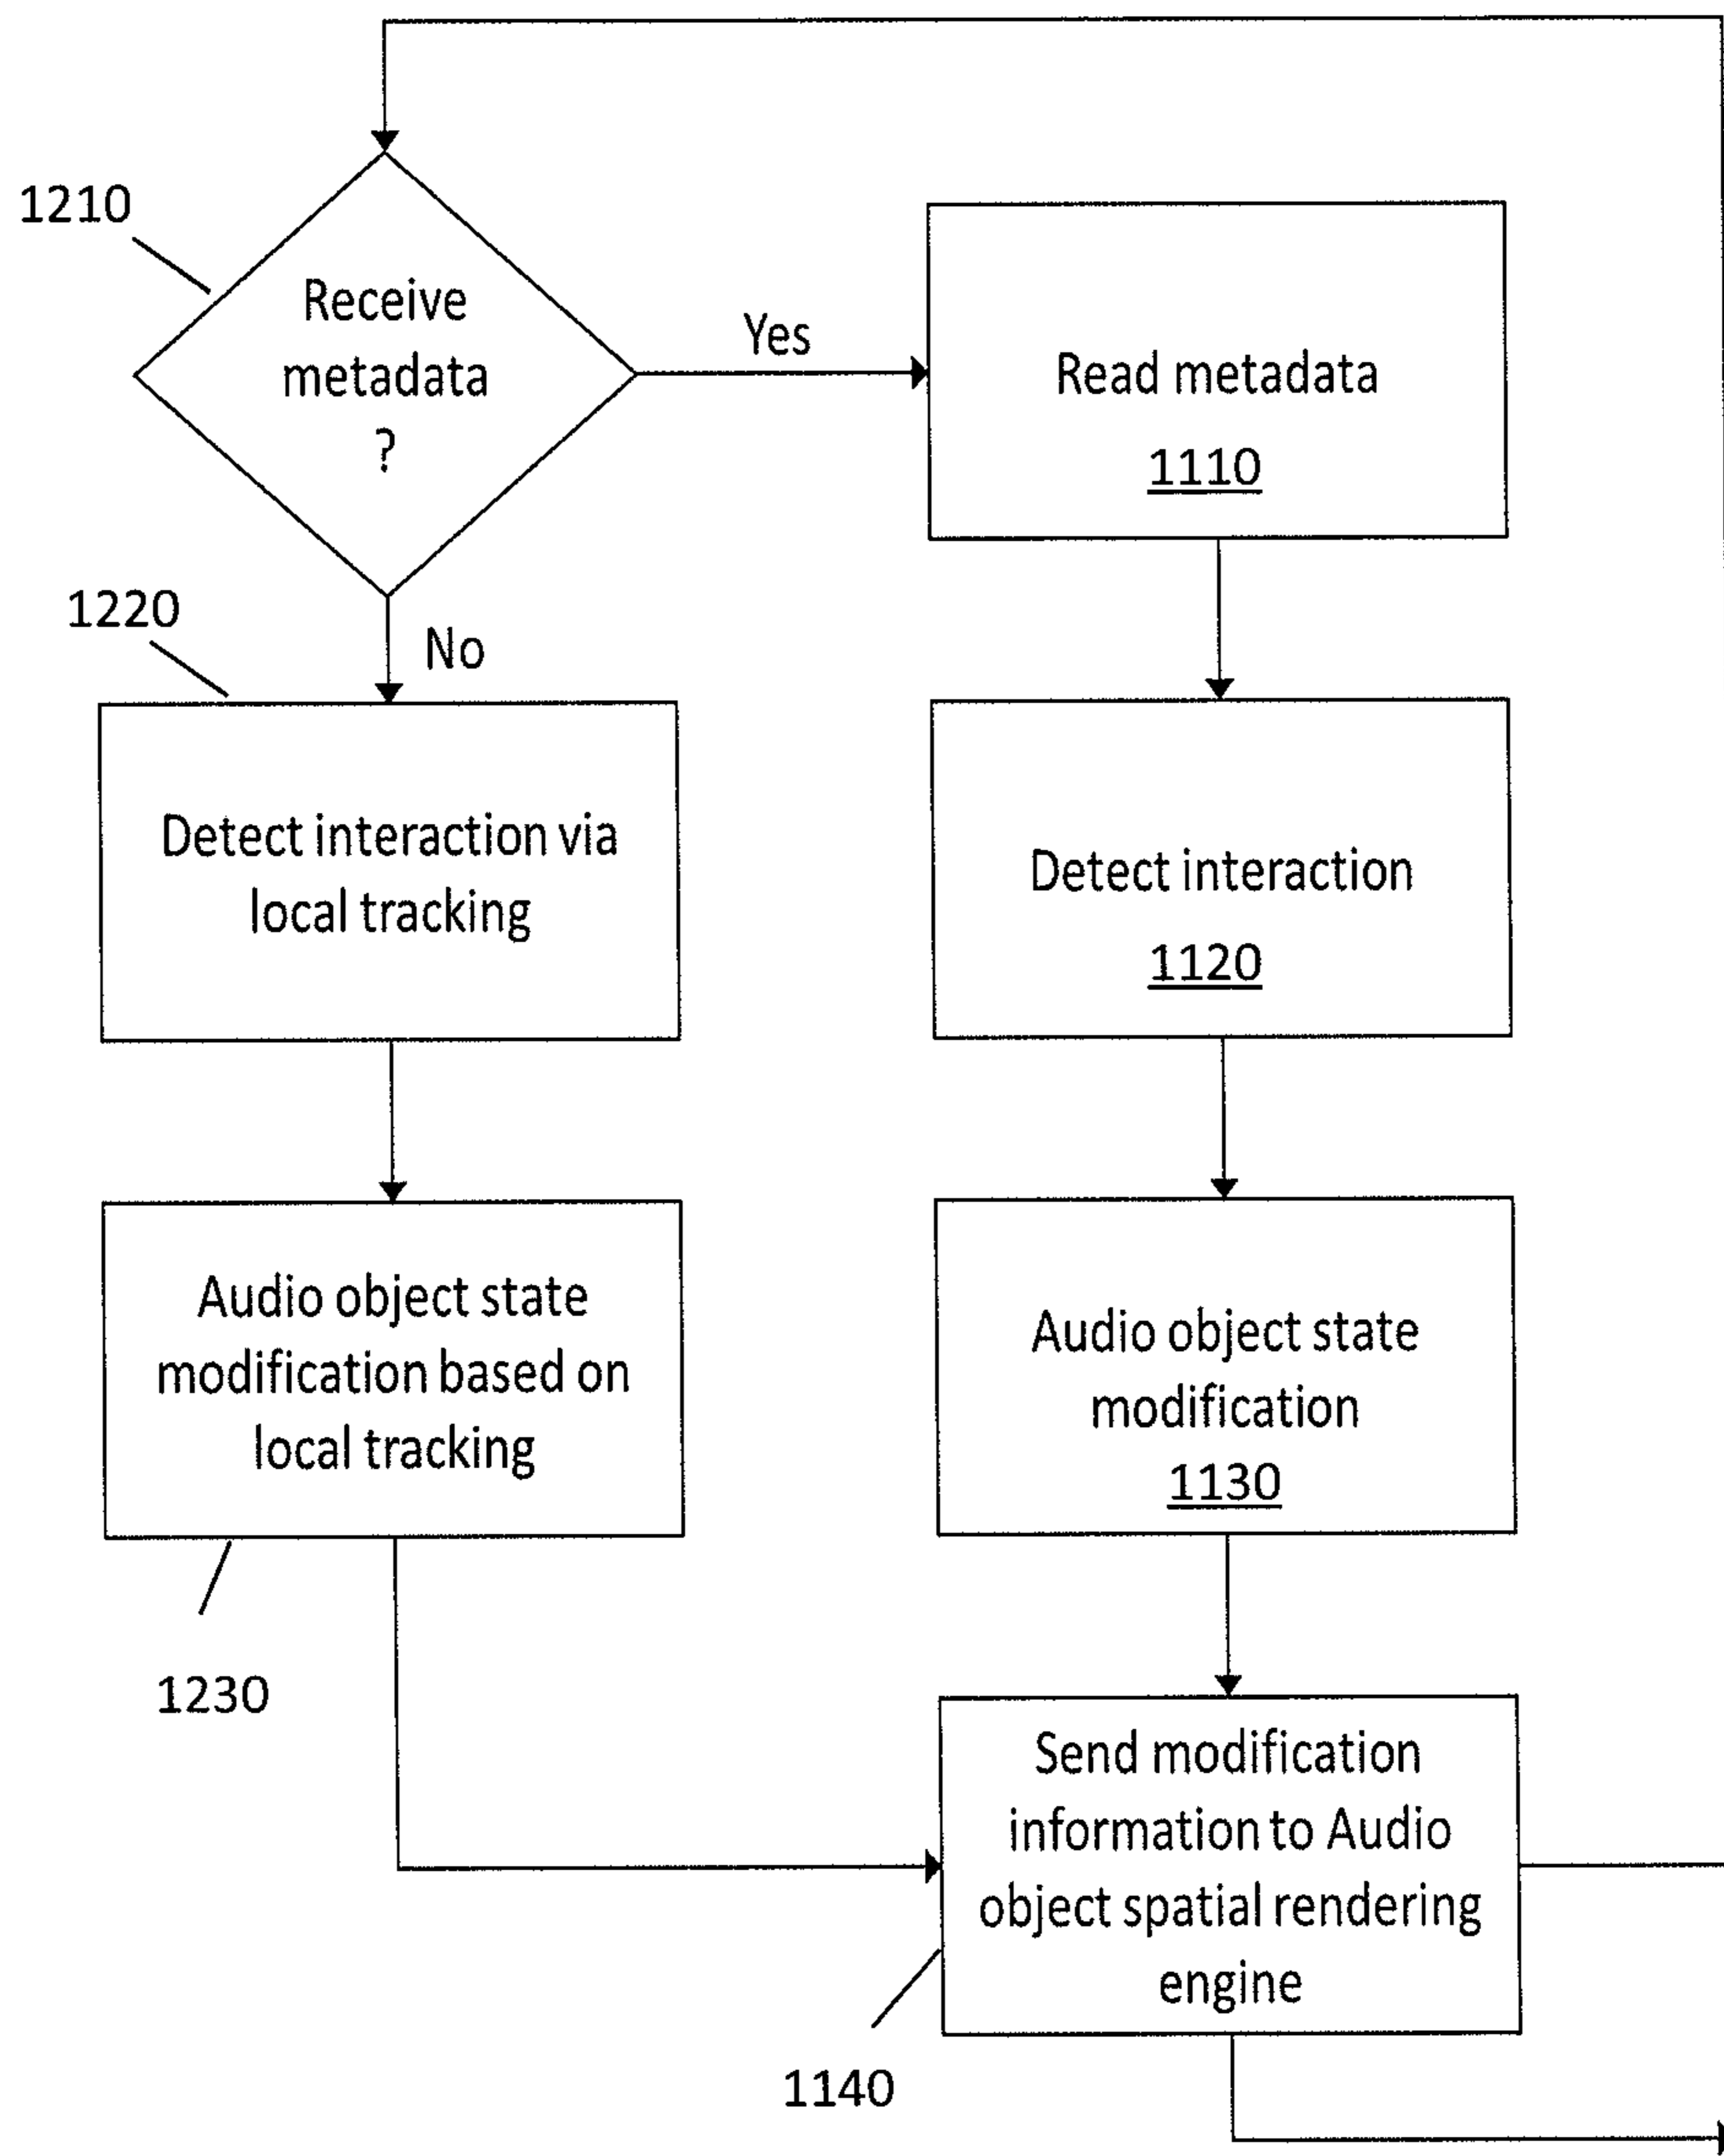 1210
Receive
metadata
?
Yes
Read metadata
1110
1220
No
Detect interaction via
local tracking
Detect interaction
1120
Audio object state
modification based on
local tracking
Audio object state
modification
1130
1230
Send modification
information to Audio
object spatial rendering
engine
1140